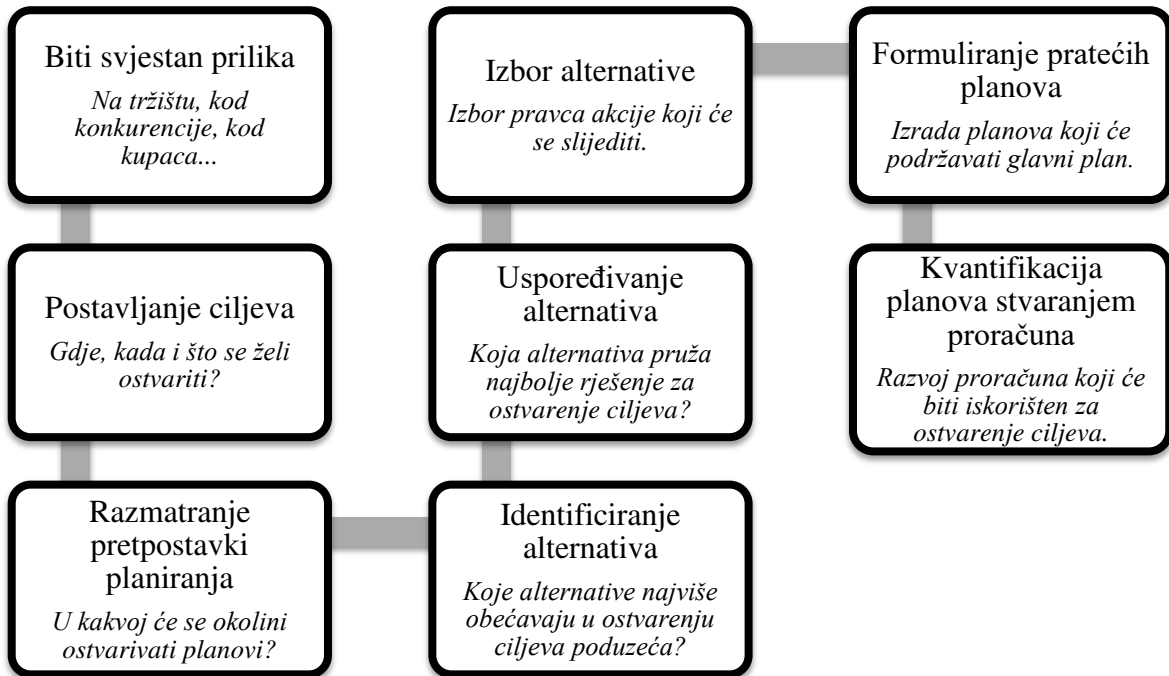 Biti svjestan prilika
Na tržištu, kod
konkurencije, kod
kupaca...
Postavljanje ciljeva
Gdje, kada i što se želi
ostvariti?
Razmatranje
pretpostavki
planiranja
U kakvoj će se okolini
ostvarivati planovi?
Identificiranje
alternativa
Koje alternative najviše
obećavaju u ostvarenju
ciljeva poduzeća?
Uspoređivanje
alternativa
Koja alternativa pruža
najbolje rješenje za
ostvarenje ciljeva?
Izbor alternative
Izbor pravca akcije koji će
se slijediti.
Formuliranje pratećih
planova
Izrada planova koji će
podržavati glavni plan.
Kvantifikacija
planova stvaranjem
proračuna
Razvoj proračuna koji će
biti iskorišten za
ostvarenje ciljeva.